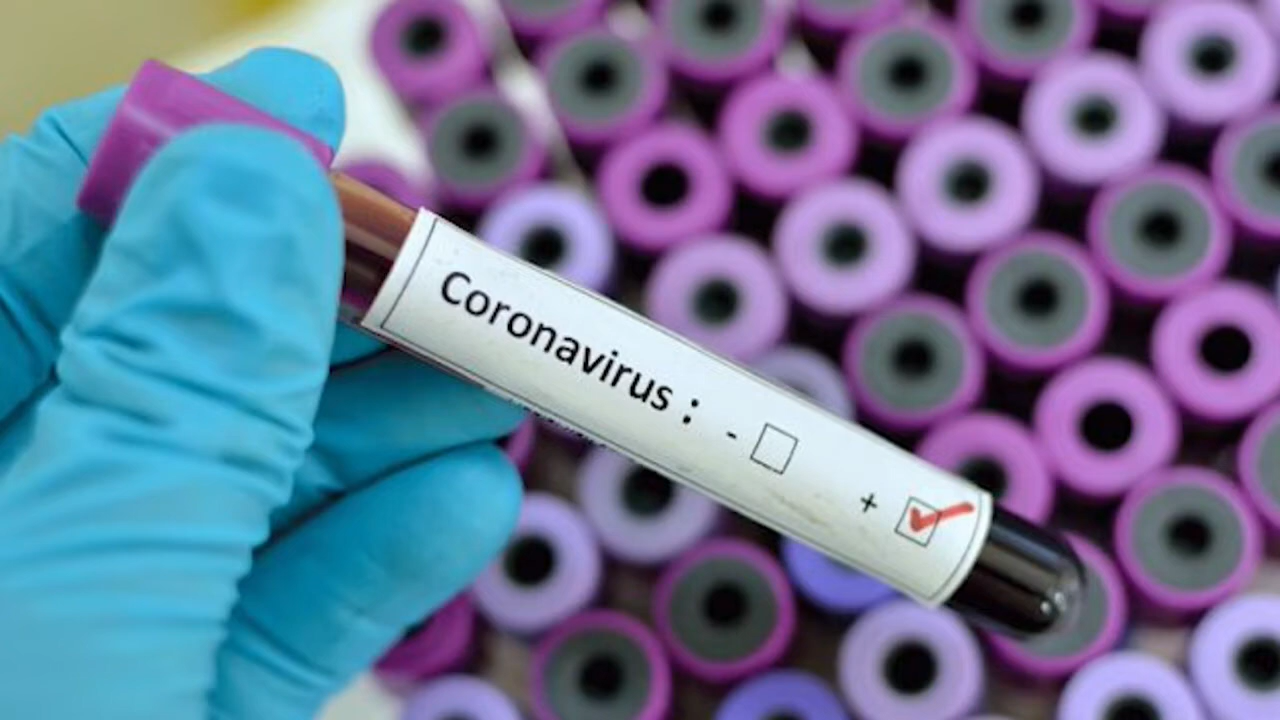 Coronavirus : - ☐
+ ☑